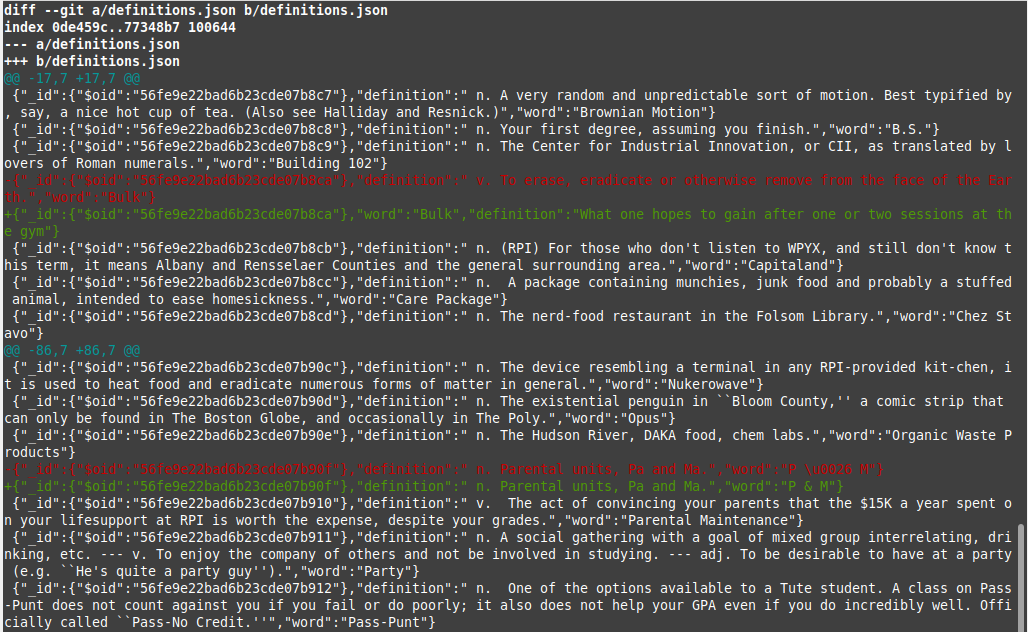 diff --git a/definitions.json b/definitions.json
index 0de459c..77348b7 100644
--- a/definitions.json
+++ b/definitions.json
@@ -17,7 +17,7 @@
 {"_id":{"$oid":"56fe9e22bad6b23cde07b8c7"},"definition":" n. A very random and unpredictable sort of motion. Best typified by
, say, a nice hot cup of tea. (Also see Halliday and Resnick.)","word":"Brownian Motion"}
 {"_id":{"$oid":"56fe9e22bad6b23cde07b8c8"},"definition":" n. Your first degree, assuming you finish.","word":"B.S."}
 {"_id":{"$oid":"56fe9e22bad6b23cde07b8c9"},"definition":" n. The Center for Industrial Innovation, or CII, as translated by l
overs of Roman numerals.","word":"Building 102"}
-{"_id":{"$oid":"56fe9e22bad6b23cde07b8ca"},"definition":" v. To erase, eradicate or otherwise remove from the face of the Ear
th.","word":"Bulk"}
+{"_id":{"$oid":"56fe9e22bad6b23cde07b8ca"},"word":"Bulk","definition":"What one hopes to gain after one or two sessions at th
e gym"}
 {"_id":{"$oid":"56fe9e22bad6b23cde07b8cb"},"definition":" n. (RPI) For those who don't listen to WPYX, and still don't know t
his term, it means Albany and Rensselaer Counties and the general surrounding area.","word":"Capitaland"}
 {"_id":{"$oid":"56fe9e22bad6b23cde07b8cc"},"definition":" n.  A package containing munchies, junk food and probably a stuffed
 animal, intended to ease homesickness.","word":"Care Package"}
 {"_id":{"$oid":"56fe9e22bad6b23cde07b8cd"},"definition":" n. The nerd-food restaurant in the Folsom Library.","word":"Chez St
avo"}
@@ -86,7 +86,7 @@
 {"_id":{"$oid":"56fe9e22bad6b23cde07b90c"},"definition":" n. The device resembling a terminal in any RPI-provided kit-chen, i
t is used to heat food and eradicate numerous forms of matter in general.","word":"Nukerowave"}
 {"_id":{"$oid":"56fe9e22bad6b23cde07b90d"},"definition":" n. The existential penguin in ``Bloom County,'' a comic strip that
can only be found in The Boston Globe, and occasionally in The Poly.","word":"Opus"}
 {"_id":{"$oid":"56fe9e22bad6b23cde07b90e"},"definition":" n. The Hudson River, DAKA food, chem labs.","word":"Organic Waste P
roducts"}
-{"_id":{"$oid":"56fe9e22bad6b23cde07b90f"},"definition":" n. Parental units, Pa and Ma.","word":"P \u0026 M"}
+{"_id":{"$oid":"56fe9e22bad6b23cde07b90f"},"definition":" n. Parental units, Pa and Ma.","word":"P & M"}
 {"_id":{"$oid":"56fe9e22bad6b23cde07b910"},"definition":" v.  The act of convincing your parents that the $15K a year spent o
n your lifesupport at RPI is worth the expense, despite your grades.","word":"Parental Maintenance"}
 {"_id":{"$oid":"56fe9e22bad6b23cde07b911"},"definition":" n. A social gathering with a goal of mixed group interrelating, dri
nking, etc. --- v. To enjoy the company of others and not be involved in studying. --- adj. To be desirable to have at a party
 (e.g. ``He's quite a party guy'').","word":"Party"}
 {"_id":{"$oid":"56fe9e22bad6b23cde07b912"},"definition":" n.  One of the options available to a Tute student. A class on Pass
-Punt does not count against you if you fail or do poorly; it also does not help your GPA even if you do incredibly well. Offi
cially called ``Pass-No Credit.''","word":"Pass-Punt"}